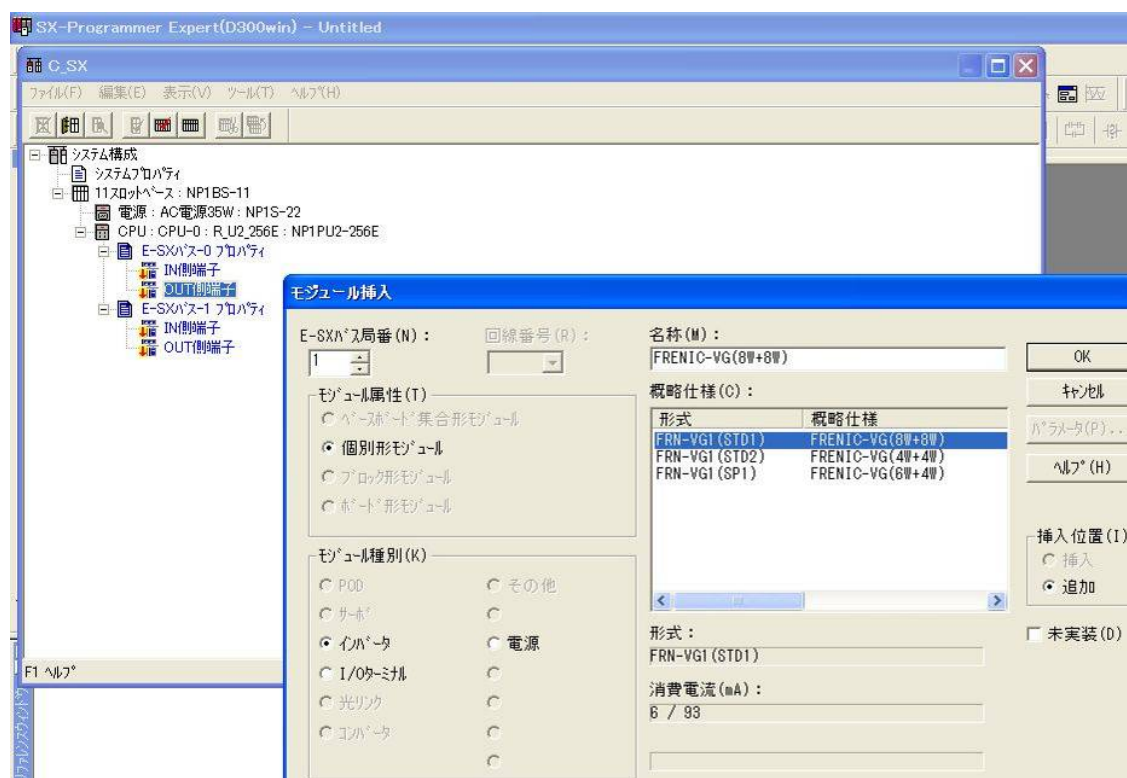 SX-Programmer Expert(D300win) - Untitled
C_SX
ファイル(F) 編集(E) 表示(V) ツール(T) ヘルプ(H)
システム構成
システムプロパティ
11スロットベース : NP1BS-11
電源 : AC電源35W : NP1S-22
CPU : CPU-0 : R_U2_256E : NP1PU2-256E
E-SXバス-0 プロパティ
IN側端子
OUT側端子
E-SXバス-1 プロパティ
IN側端子
OUT側端子
F1 ヘルプ
リファレンスウィンドウ
モジュール挿入
E-SXバス局番(N) :
1
回線番号(R) :
モジュール属性(T)
ベースボード集合形モジュール
個別形モジュール
ブロック形モジュール
ボード形モジュール
モジュール種別(K)
POD
その他
サーボ
インバータ
電源
I/Oターミナル
光リンク
コンバータ
名称(M) :
FRENIC-VG(8W+8W)
概略仕様(C) :
形式 概略仕様
FRN-VG1(STD1) FRENIC-VG(8W+8W)
FRN-VG1(STD2) FRENIC-VG(4W+4W)
FRN-VG1(SP1) FRENIC-VG(6W+4W)
形式 :
FRN-VG1(STD1)
消費電流(mA) :
6 / 93
OK
キャンセル
パラメータ(P)...
ヘルプ(H)
挿入位置(I)
挿入
追加
未実装(D)